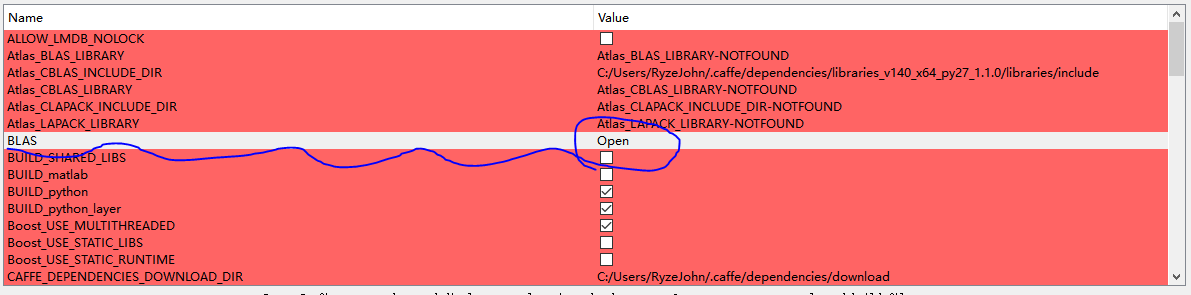 Name Value
ALLOW_LMDB_NOLOCK
Atlas_BLAS_LIBRARY Atlas_BLAS_LIBRARY-NOTFOUND
Atlas_CBLAS_INCLUDE_DIR C:/Users/RyzeJohn/.caffe/dependencies/libraries_v140_x64_py27_1.1.0/libraries/include
Atlas_CBLAS_LIBRARY Atlas_CBLAS_LIBRARY-NOTFOUND
Atlas_CLAPACK_INCLUDE_DIR Atlas_CLAPACK_INCLUDE_DIR-NOTFOUND
Atlas_LAPACK_LIBRARY Atlas_LAPACK_LIBRARY-NOTFOUND
BLAS Open
BUILD_SHARED_LIBS
BUILD_matlab
BUILD_python
BUILD_python_layer
Boost_USE_MULTITHREADED
Boost_USE_STATIC_LIBS
Boost_USE_STATIC_RUNTIME
CAFFE_DEPENDENCIES_DOWNLOAD_DIR C:/Users/RyzeJohn/.caffe/dependencies/download